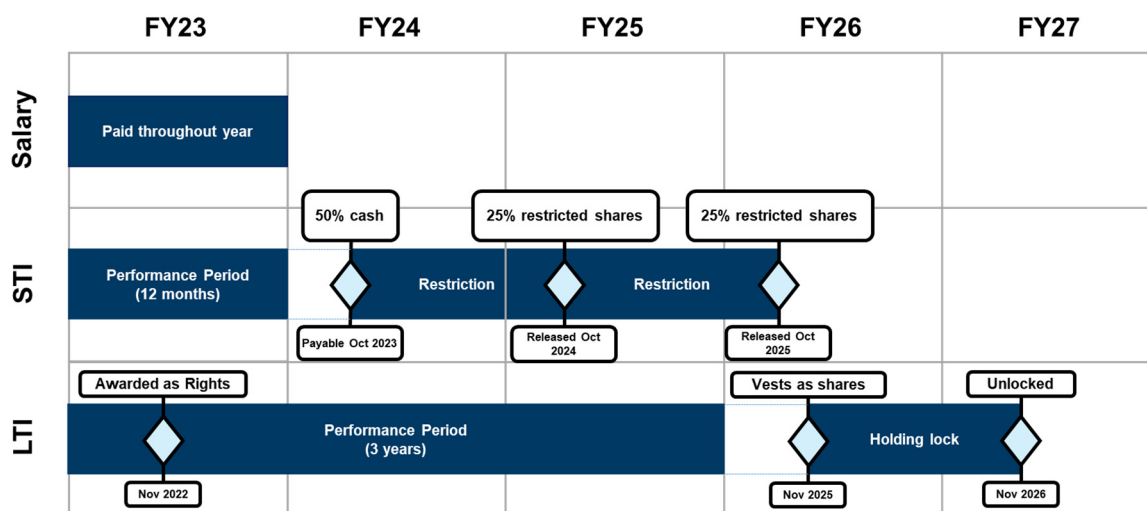 FY23 FY24 FY25 FY26 FY27
Salary
Paid throughout year
STI
50% cash
25% restricted shares
25% restricted shares
Performance Period
(12 months)
Restriction
Restriction
Payable Oct 2023
Released Oct
2024
Released Oct
2025
LTI
Awarded as Rights
Vests as shares
Unlocked
Performance Period
(3 years)
Holding lock
Nov 2022
Nov 2025
Nov 2026